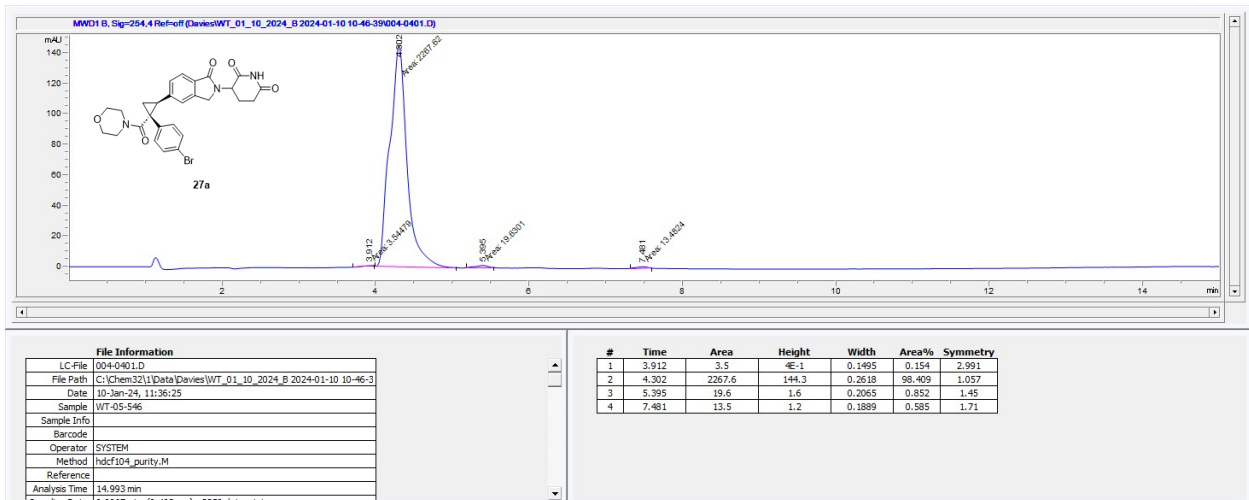 MWD1 B, Sig=254,4 Ref=off (Davies\WT_01_10_2024_B 2024-01-10 10-46-39\004-0401.D)
mAU
140
120
100
80
60
40
20
0
2
4
6
8
10
12
14
min
3.912
Area: 3.54479
4.302
Area: 2267.62
5.395
Area: 19.6301
7.481
Area: 13.4824
O
O
NH
N
O
O
N
O
Br
27a
File Information
LC-File 004-0401.D
File Path C:\Chem32\1\Data\Davies\WT_01_10_2024_B 2024-01-10 10-46-3
Date 10-Jan-24, 11:36:25
Sample WT-05-546
Sample Info
Barcode
Operator SYSTEM
Method hdcf104_purity.M
Reference
Analysis Time 14.993 min
# Time Area Height Width Area% Symmetry
1 3.912 3.5 4E-1 0.1495 0.154 2.991
2 4.302 2267.6 144.3 0.2618 98.409 1.057
3 5.395 19.6 1.6 0.2065 0.852 1.45
4 7.481 13.5 1.2 0.1889 0.585 1.71